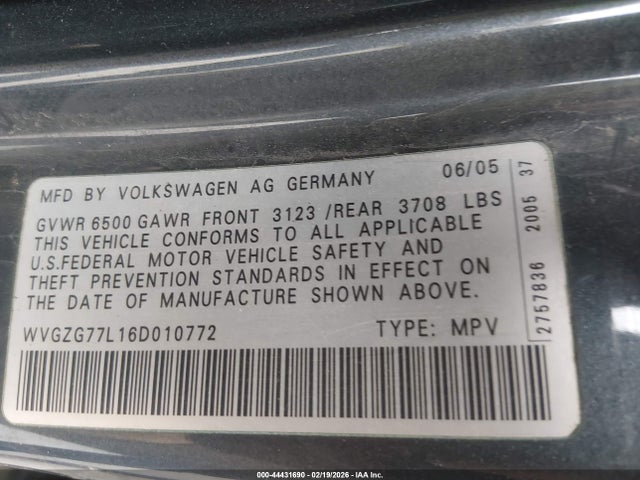 MFD BY VOLKSWAGEN AG GERMANY 06/05
GVWR 6500 GAWR FRONT 3123 /REAR 3708 LBS
THIS VEHICLE CONFORMS TO ALL APPLICABLE
U.S.FEDERAL MOTOR VEHICLE SAFETY AND
THEFT PREVENTION STANDARDS IN EFFECT ON
THE DATE OF MANUFACTURE SHOWN ABOVE.
WVGZG77L16D010772 TYPE: MPV
2757836 2005 37
000-44431690 - 02/19/2026 - IAA Inc.